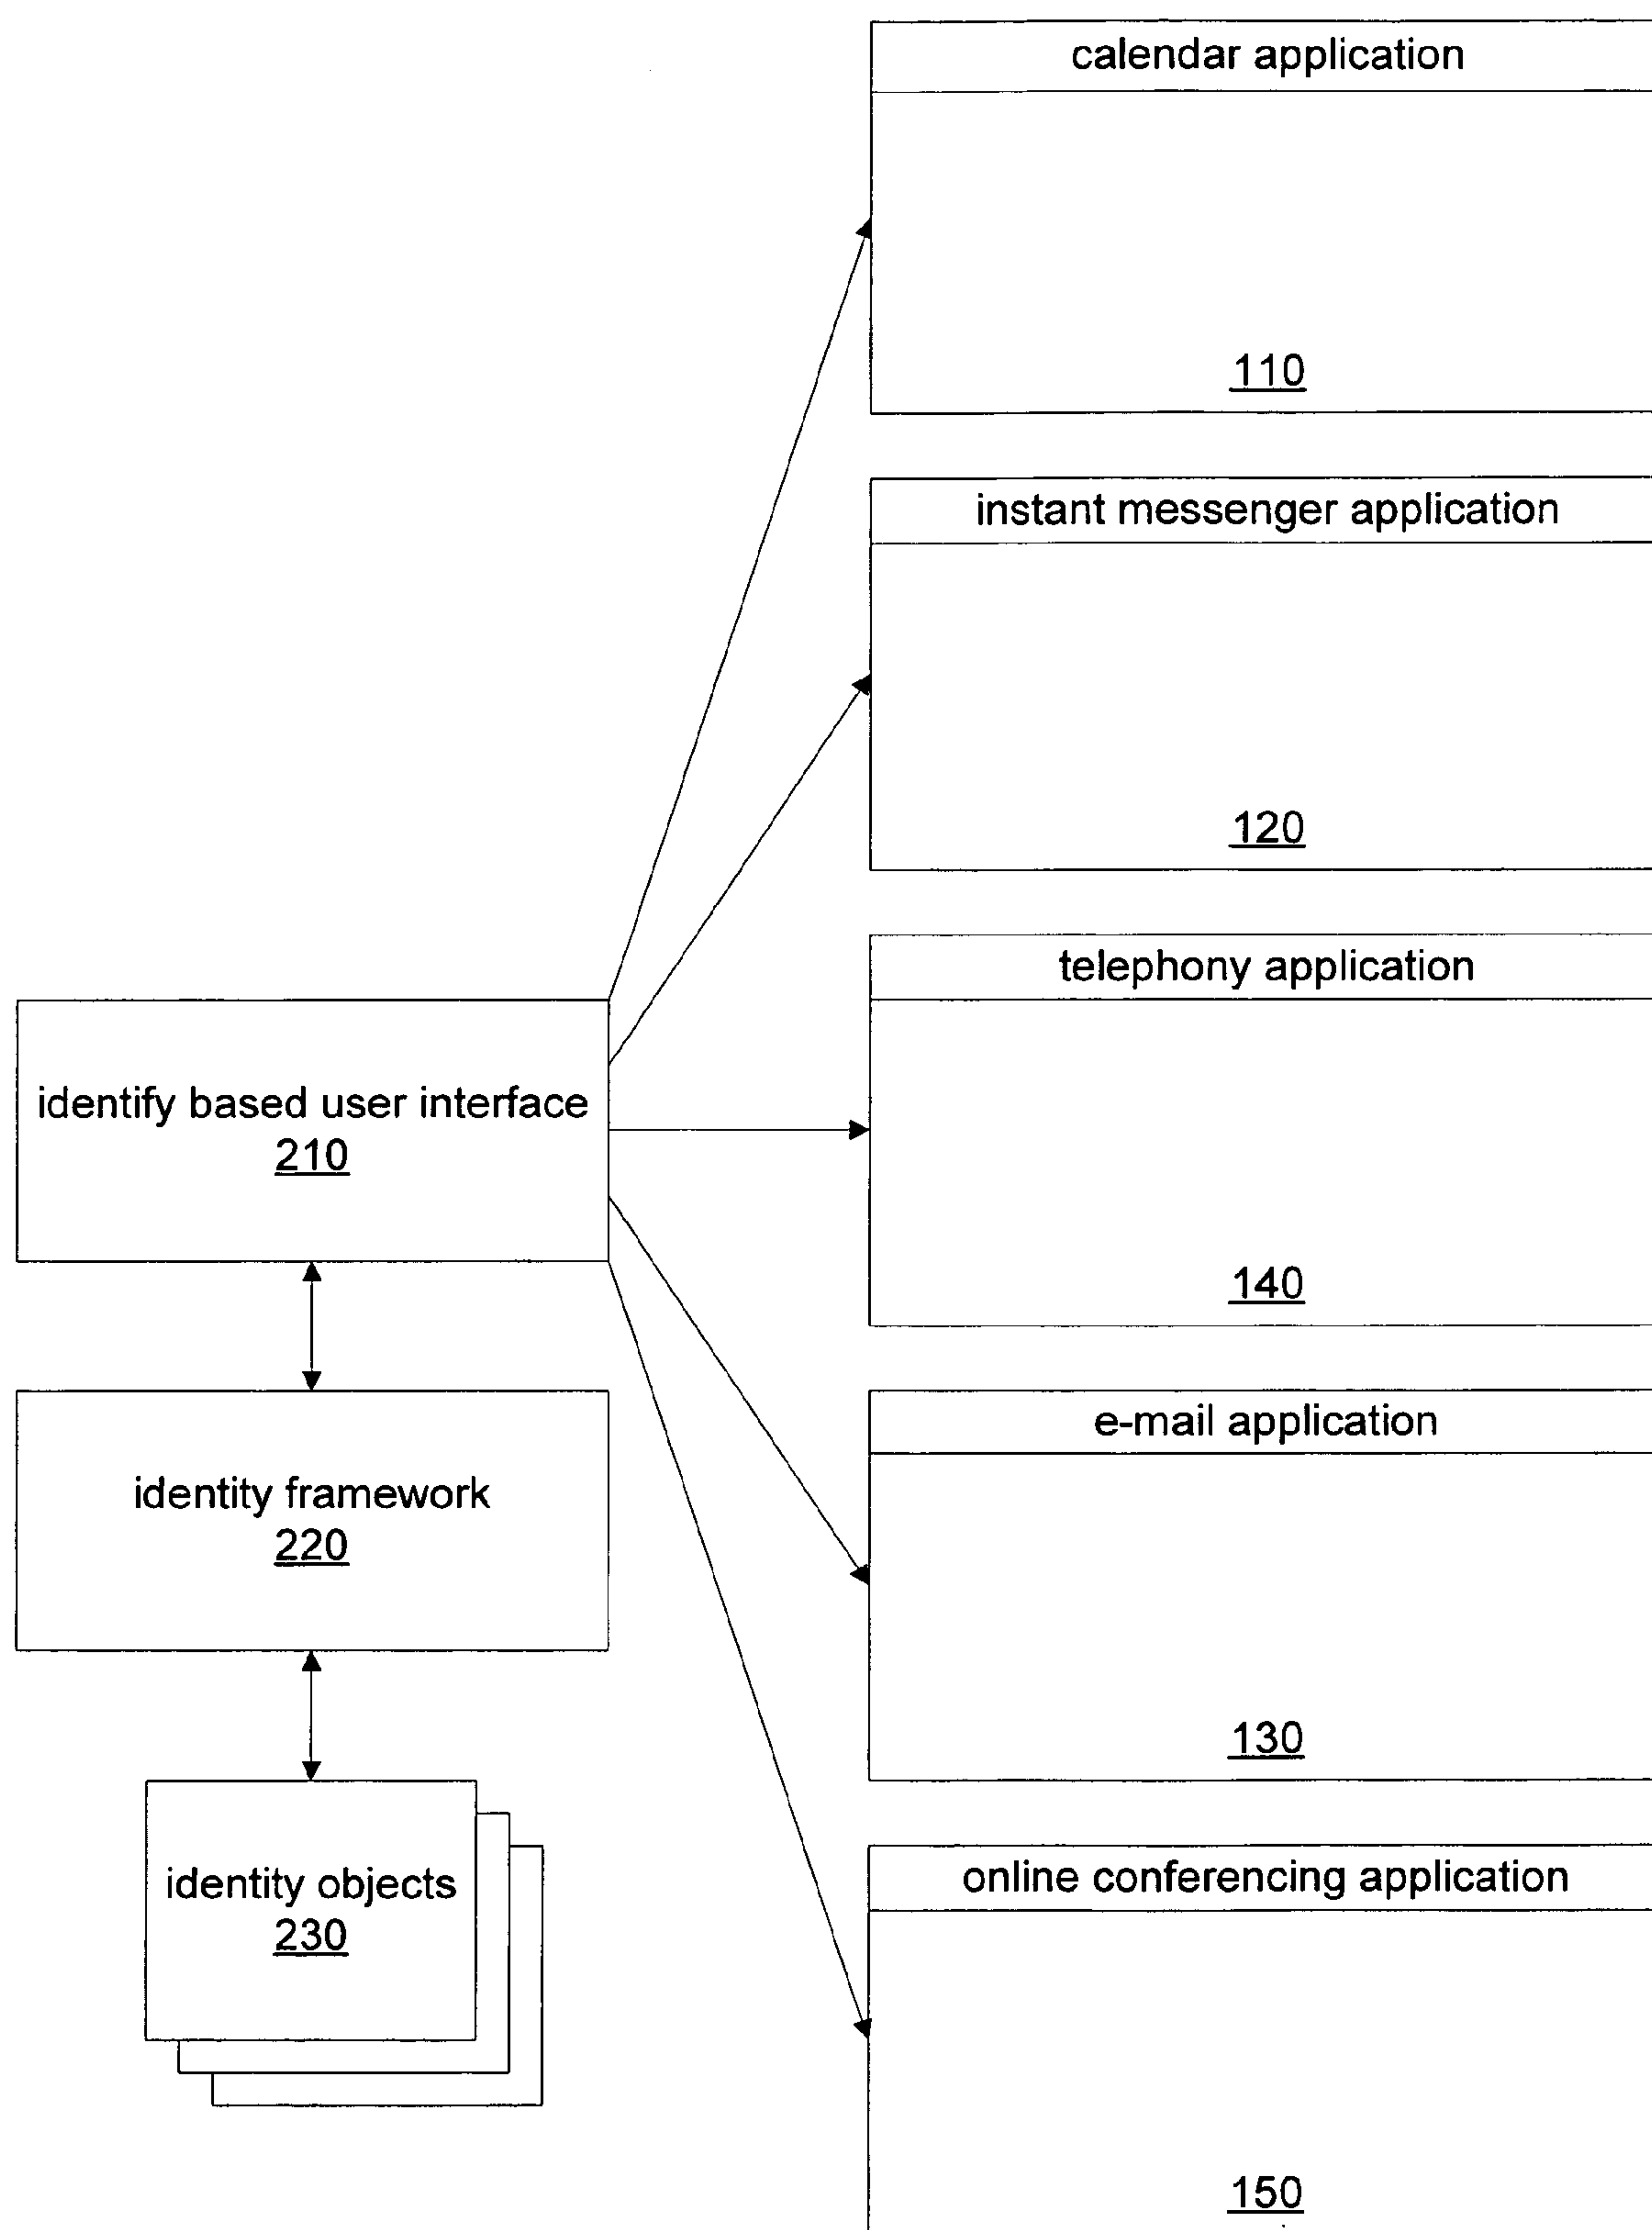 calendar application
110
instant messenger application
120
telephony application
140
identify based user interface
210
identity framework
220
e-mail application
130
identity objects
230
online conferencing application
150